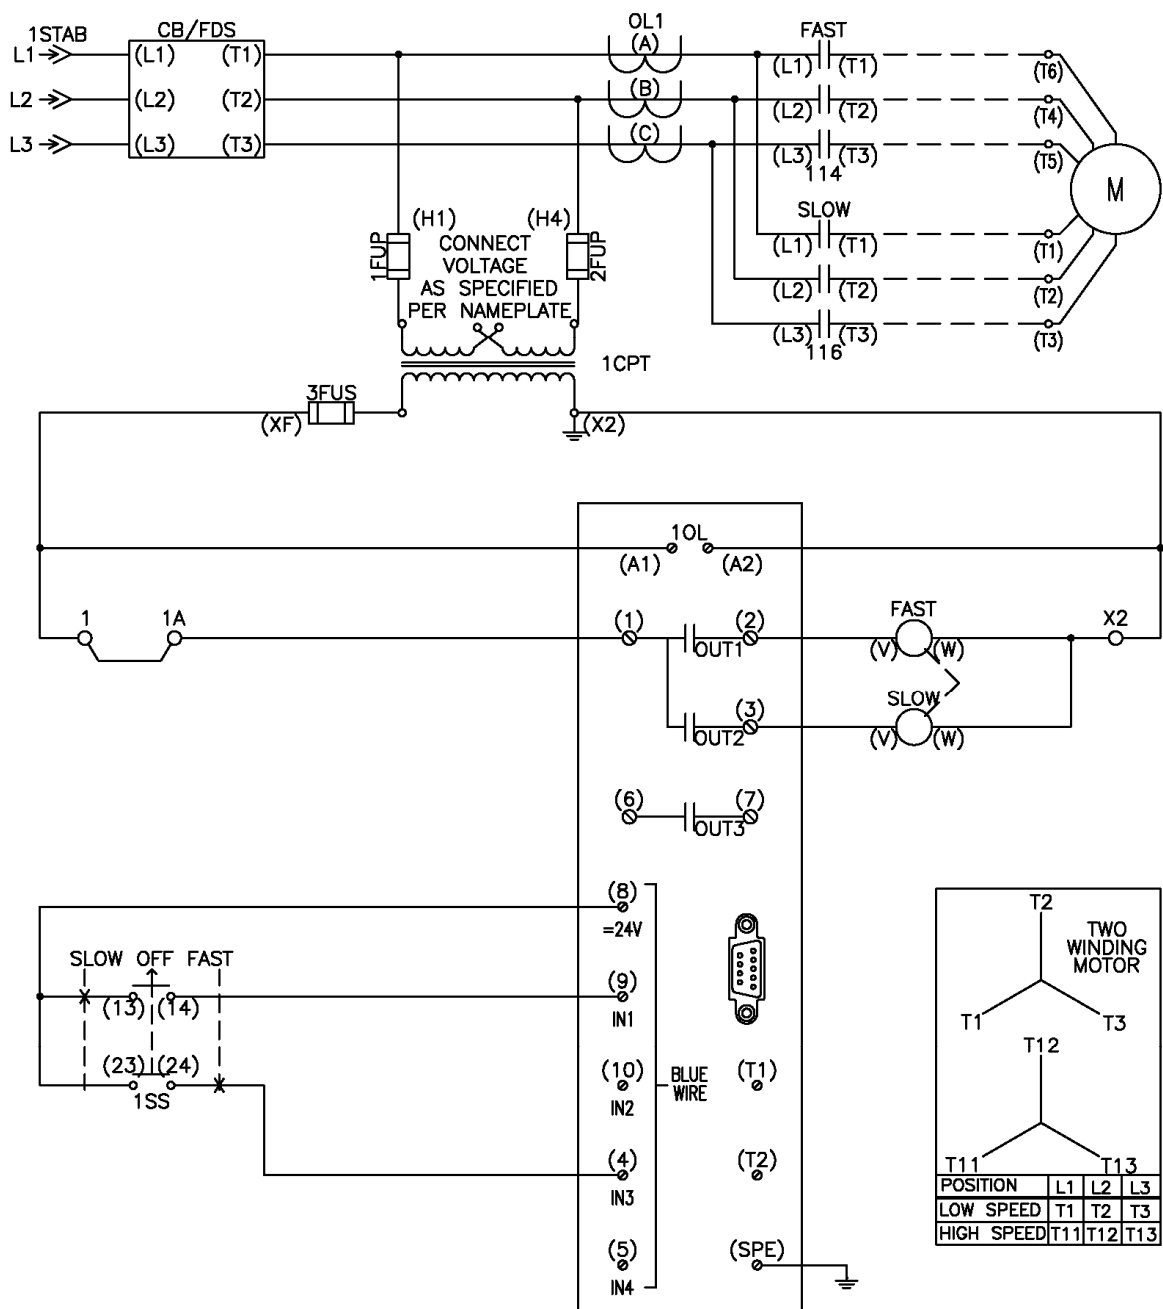 OL1
1STAB CB/FDS FAST
L1 (L1) (T1) (A) (L1) (T1) (T6)
L2 (L2) (T2) (B) (L2) (T2) (T4)
L3 (L3) (T3) (C) (L3) (T3) (T5)
114
M
SLOW
(H1) (H4)
1FUP 2FUP
CONNECT
VOLTAGE
AS SPECIFIED
PER NAMEPLATE
(L1) (T1) (T1)
(L2) (T2) (T2)
(L3) (T3) (T3)
116
1CPT
3FUS
(XF) (X2)
1OL
(A1) (A2)
1 1A (1) (2) FAST X2
OUT1 (V) (W)
SLOW
(3)
OUT2 (V) (W)
(6) (7)
OUT3
(8)
=24V
SLOW OFF FAST
(13) (14) (9)
IN1
(23) (24) (10) BLUE (T1)
1SS IN2 WIRE
(4) (T2)
IN3
(5) (SPE)
IN4
T2
TWO
WINDING
MOTOR
T1 T3
T12
T11 T13
POSITION L1 L2 L3
LOW SPEED T1 T2 T3
HIGH SPEED T11 T12 T13